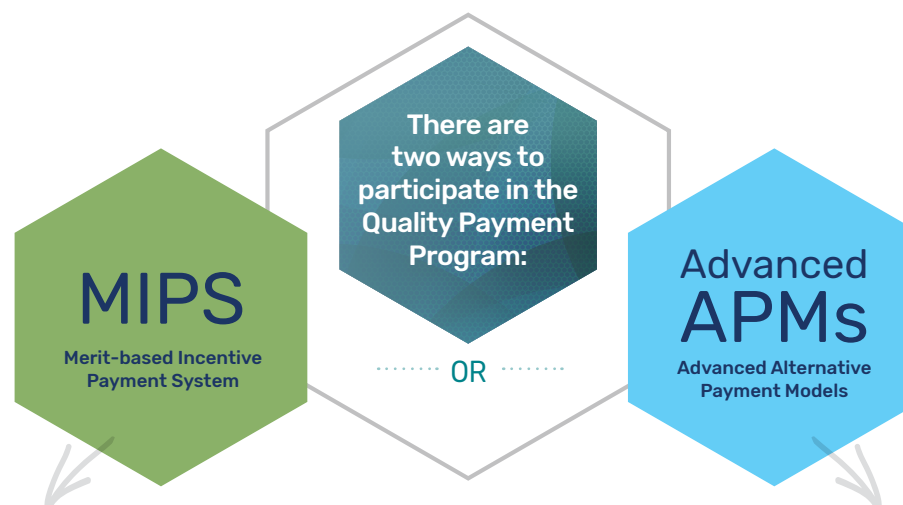 There are
two ways to
participate in the
Quality Payment
Program:
MIPS
Merit-based Incentive
Payment System
OR
Advanced
APMs
Advanced Alternative
Payment Models